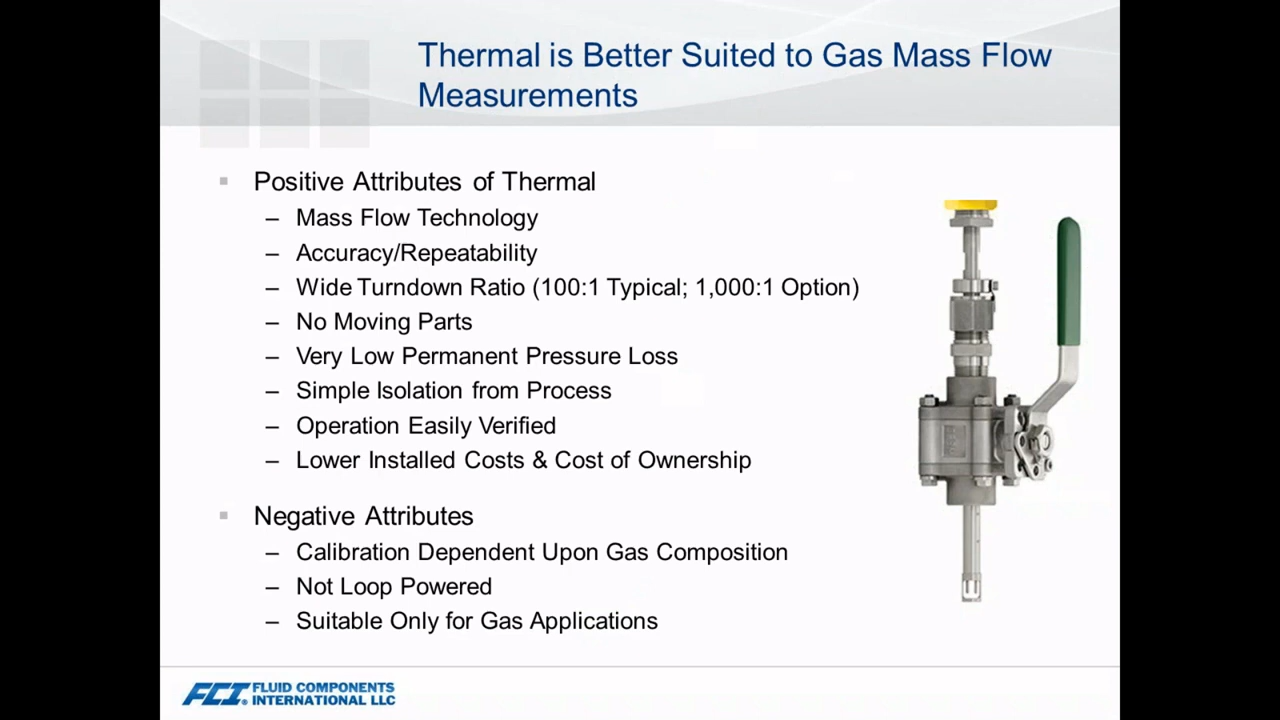 Thermal is Better Suited to Gas Mass Flow
Measurements
Positive Attributes of Thermal
– Mass Flow Technology
– Accuracy/Repeatability
– Wide Turndown Ratio (100:1 Typical; 1,000:1 Option)
– No Moving Parts
– Very Low Permanent Pressure Loss
– Simple Isolation from Process
– Operation Easily Verified
– Lower Installed Costs & Cost of Ownership
Negative Attributes
– Calibration Dependent Upon Gas Composition
– Not Loop Powered
– Suitable Only for Gas Applications
FCI® FLUID COMPONENTS
INTERNATIONAL LLC